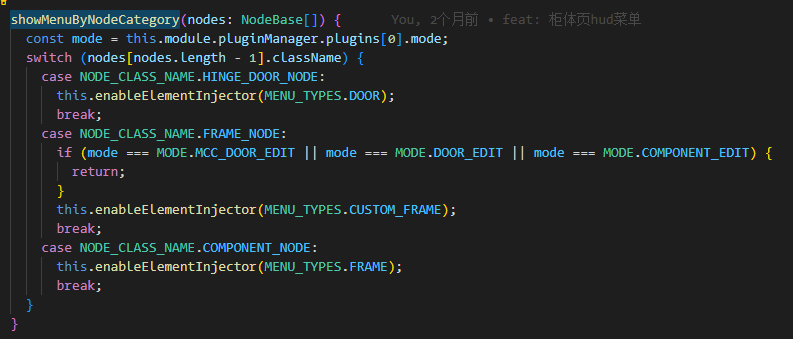 showMenuByNodeCategory(nodes: NodeBase[]) {      You, 2个月前 • feat: 柜体页hud菜单
  const mode = this.module.pluginManager.plugins[0].mode;
  switch (nodes[nodes.length - 1].className) {
    case NODE_CLASS_NAME.HINGE_DOOR_NODE:
      this.enableElementInjector(MENU_TYPES.DOOR);
      break;
    case NODE_CLASS_NAME.FRAME_NODE:
      if (mode === MODE.MCC_DOOR_EDIT || mode === MODE.DOOR_EDIT || mode === MODE.COMPONENT_EDIT) {
        return;
      }
      this.enableElementInjector(MENU_TYPES.CUSTOM_FRAME);
      break;
    case NODE_CLASS_NAME.COMPONENT_NODE:
      this.enableElementInjector(MENU_TYPES.FRAME);
      break;
  }
}